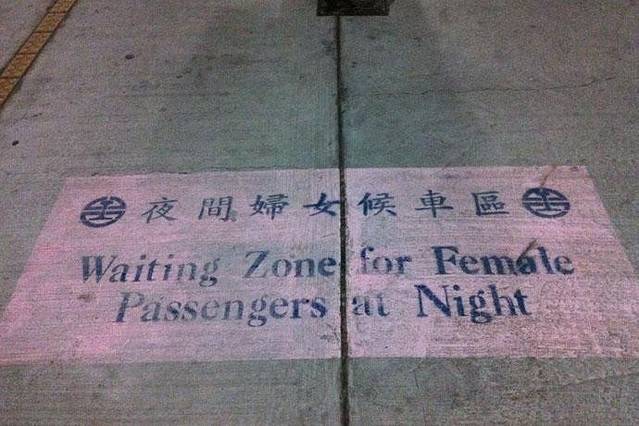 夜間婦女候車區
Waiting Zone for Female
Passengers at Night